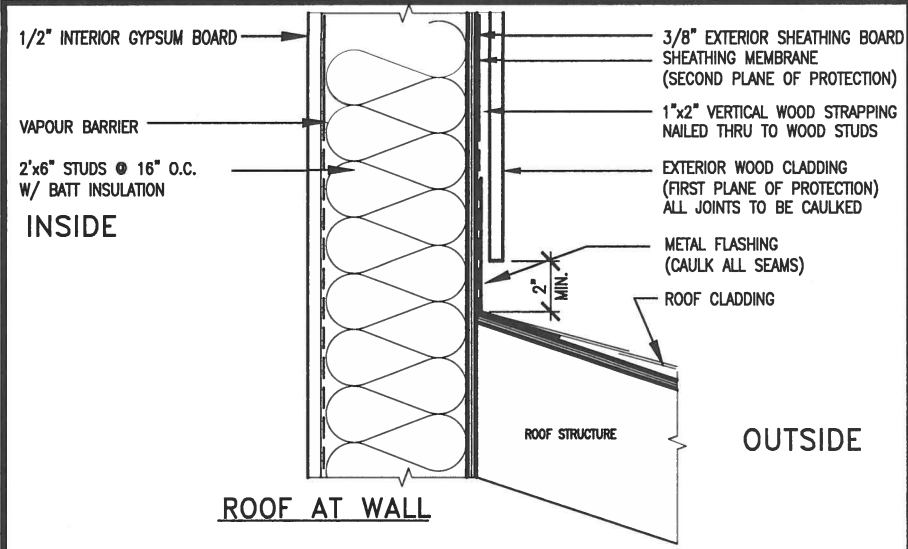 1/2" INTERIOR GYPSUM BOARD
VAPOUR BARRIER
2'x6" STUDS @ 16" O.C.
W/ BATT INSULATION
INSIDE
3/8" EXTERIOR SHEATHING BOARD
SHEATHING MEMBRANE
(SECOND PLANE OF PROTECTION)
1"x2" VERTICAL WOOD STRAPPING
NAILED THRU TO WOOD STUDS
EXTERIOR WOOD CLADDING
(FIRST PLANE OF PROTECTION)
ALL JOINTS TO BE CAULKED
METAL FLASHING
(CAULK ALL SEAMS)
2"
MIN.
ROOF CLADDING
ROOF STRUCTURE
OUTSIDE
ROOF AT WALL